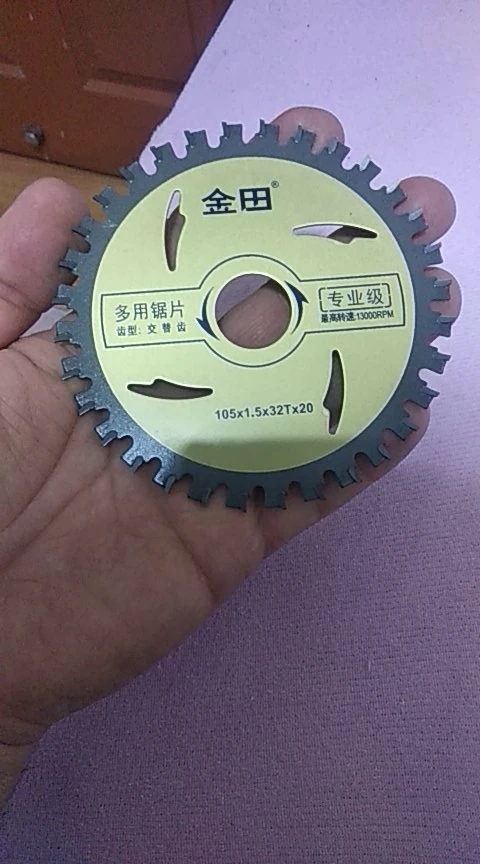 金田®
多用锯片
齿型：交替齿
专业级
最高转速:13000RPM
105x1.5x32Tx20